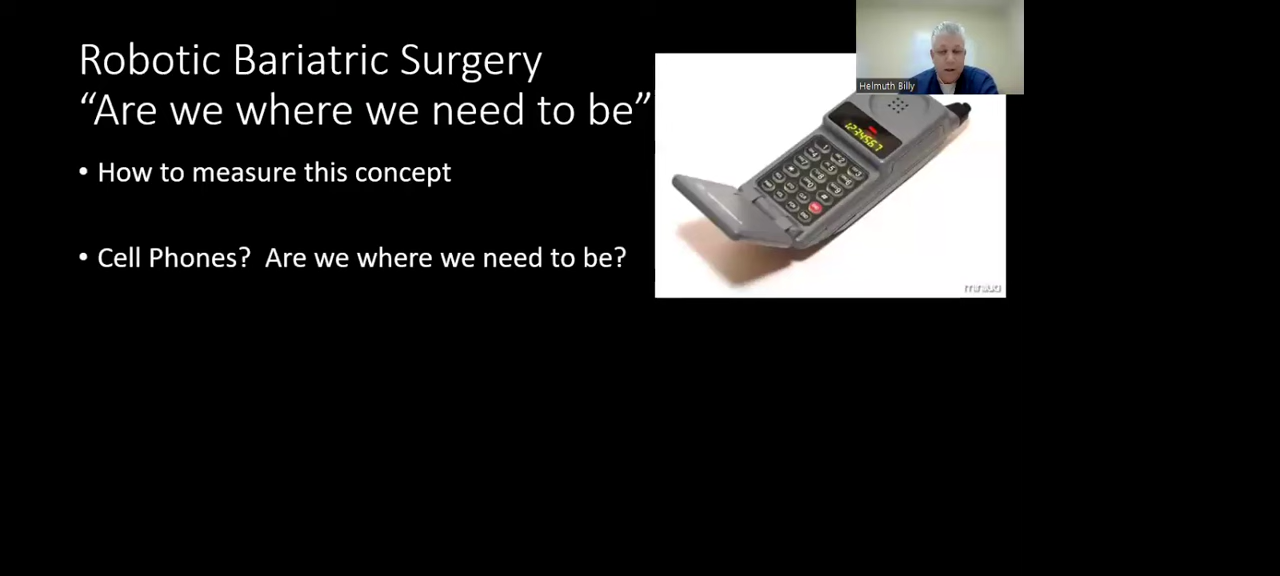 Robotic Bariatric Surgery
“Are we where we need to be”
• How to measure this concept
• Cell Phones?  Are we where we need to be?
Helmuth Billy
1234567